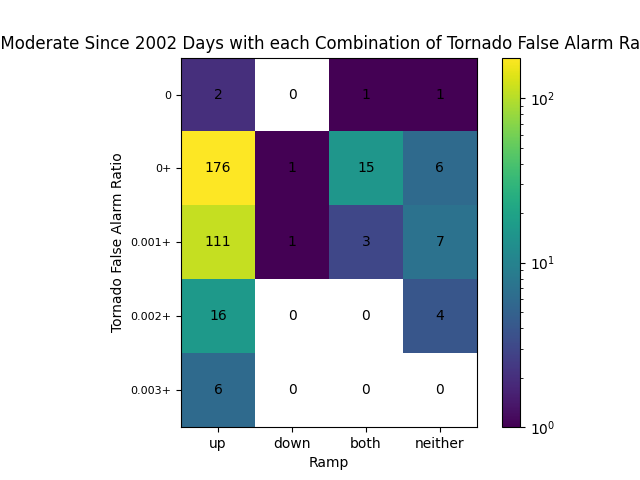 Moderate Since 2002 Days with each Combination of Tornado False Alarm Ra
0 2 0 1 1
0+ 176 1 15 6
0.001+ 111 1 3 7
0.002+ 16 0 0 4
0.003+ 6 0 0 0
up down both neither
Ramp
Tornado False Alarm Ratio
10²
10¹
10⁰